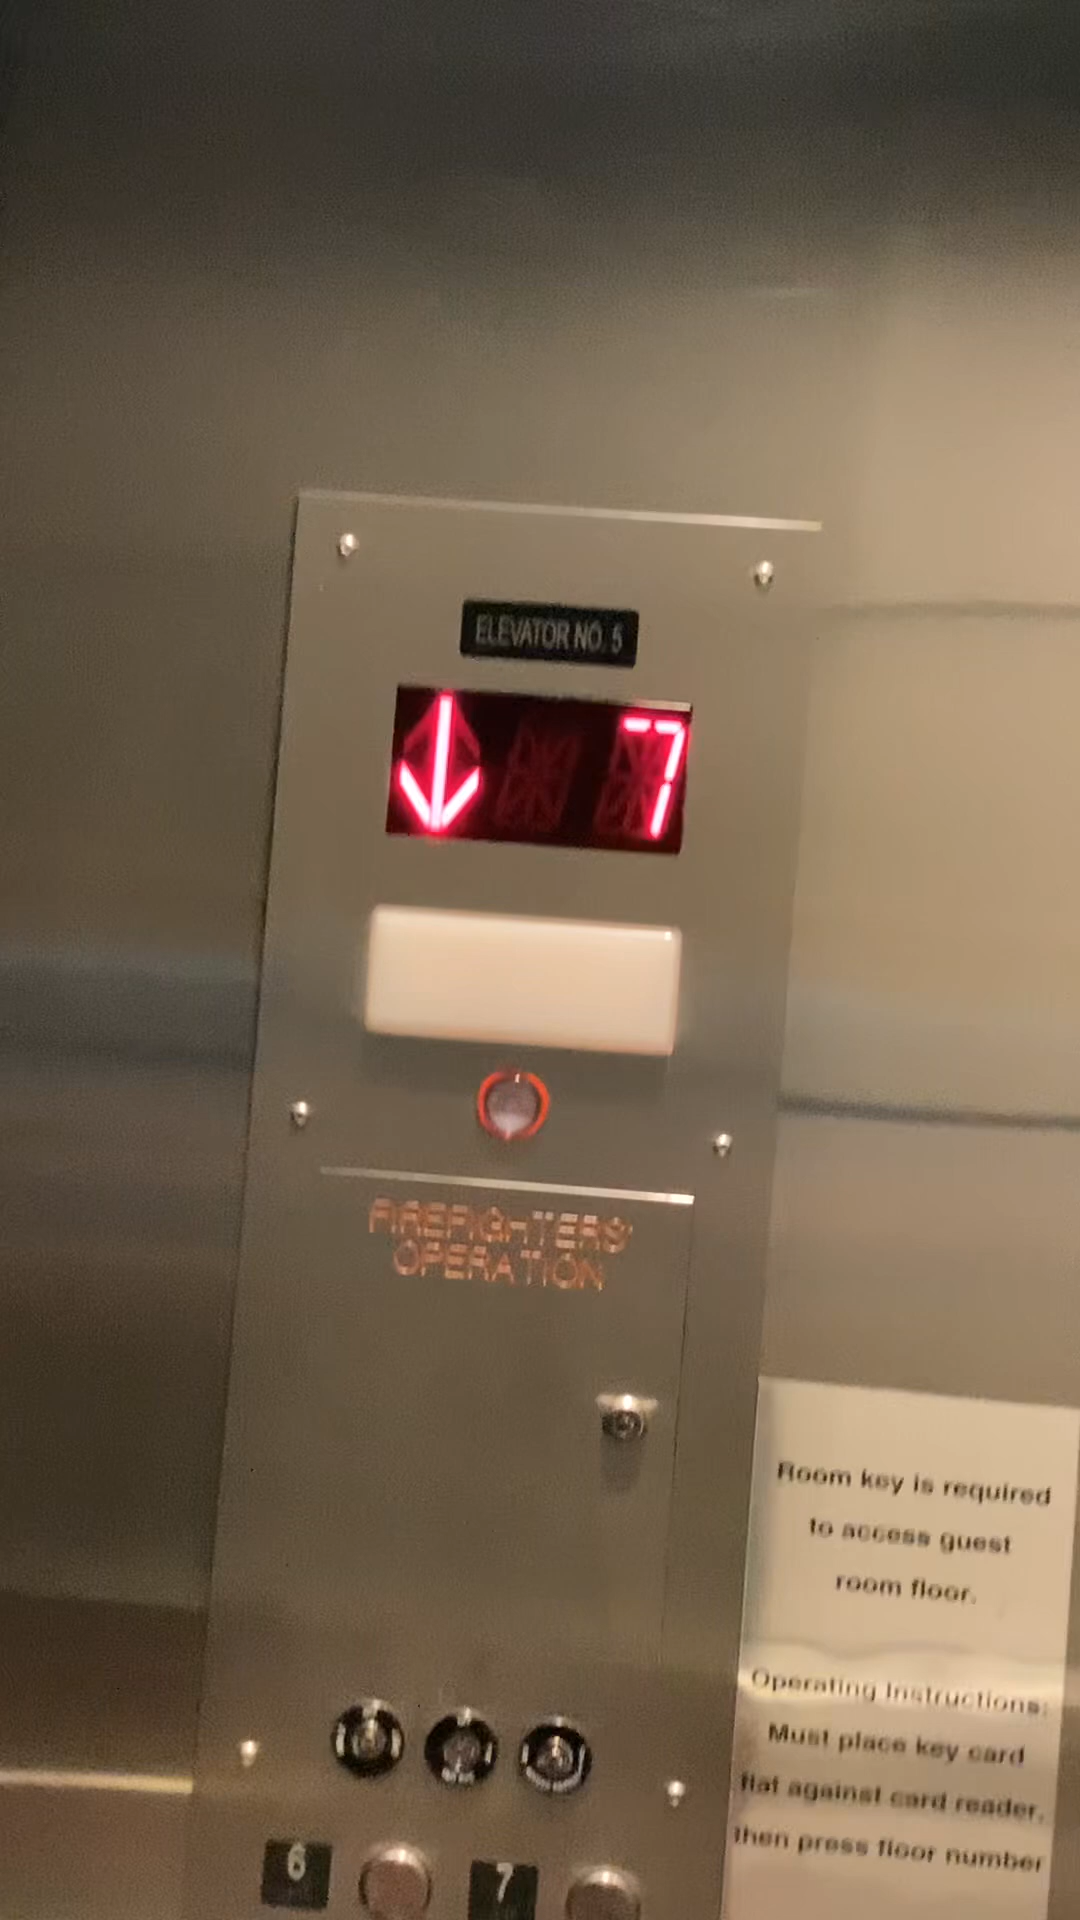 ELEVATOR NO. 5
7
FIREFIGHTERS'
OPERATION
Room key is required
to access guest
room floor.
Operating Instructions:
Must place key card
flat against card reader,
then press floor number
6
7